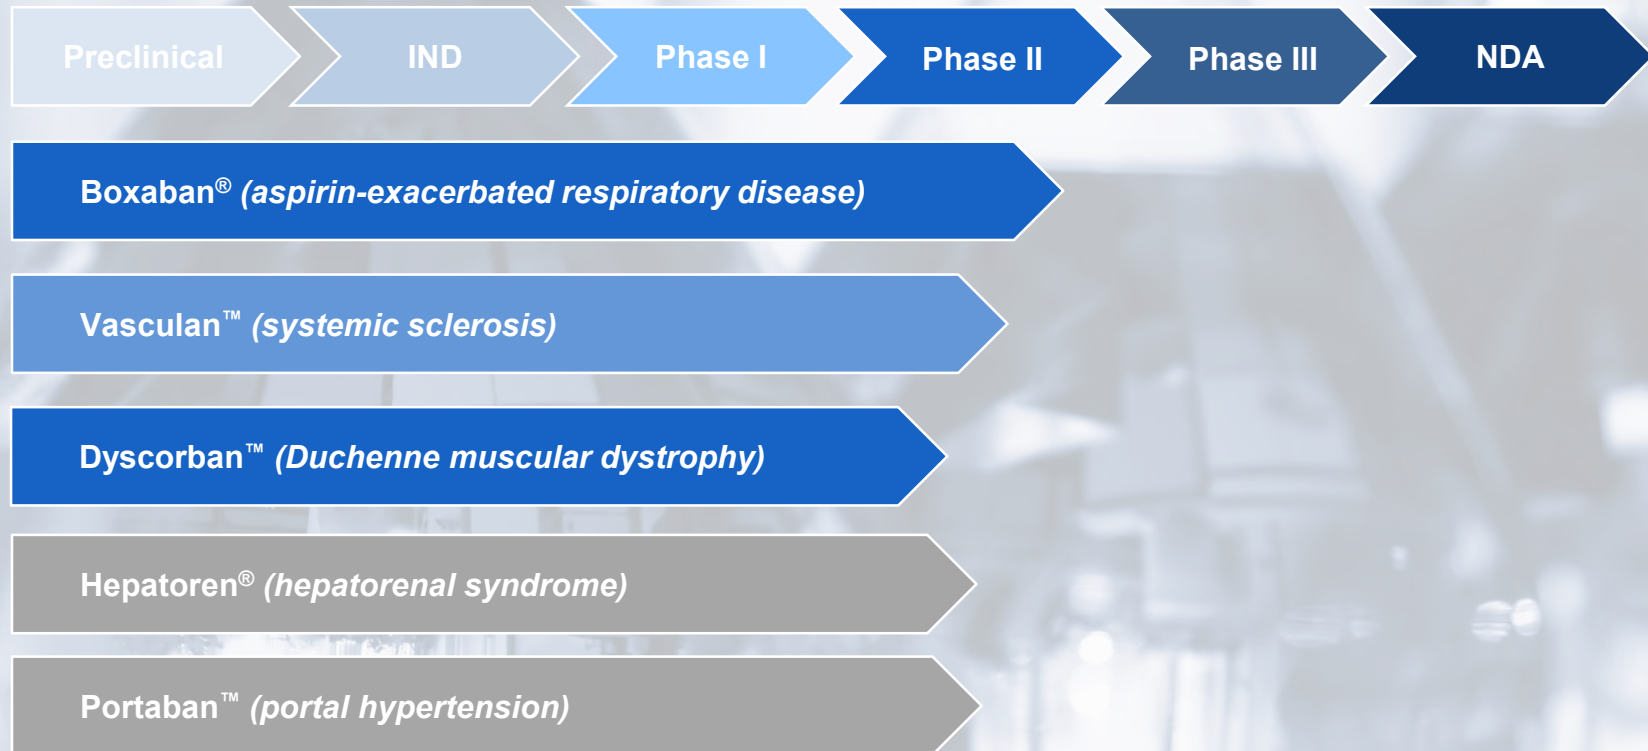 Preclinical IND Phase I Phase II Phase III NDA
Boxaban® (aspirin-exacerbated respiratory disease)
Vasculan™ (systemic sclerosis)
Dyscorban™ (Duchenne muscular dystrophy)
Hepatoren® (hepatorenal syndrome)
Portaban™ (portal hypertension)